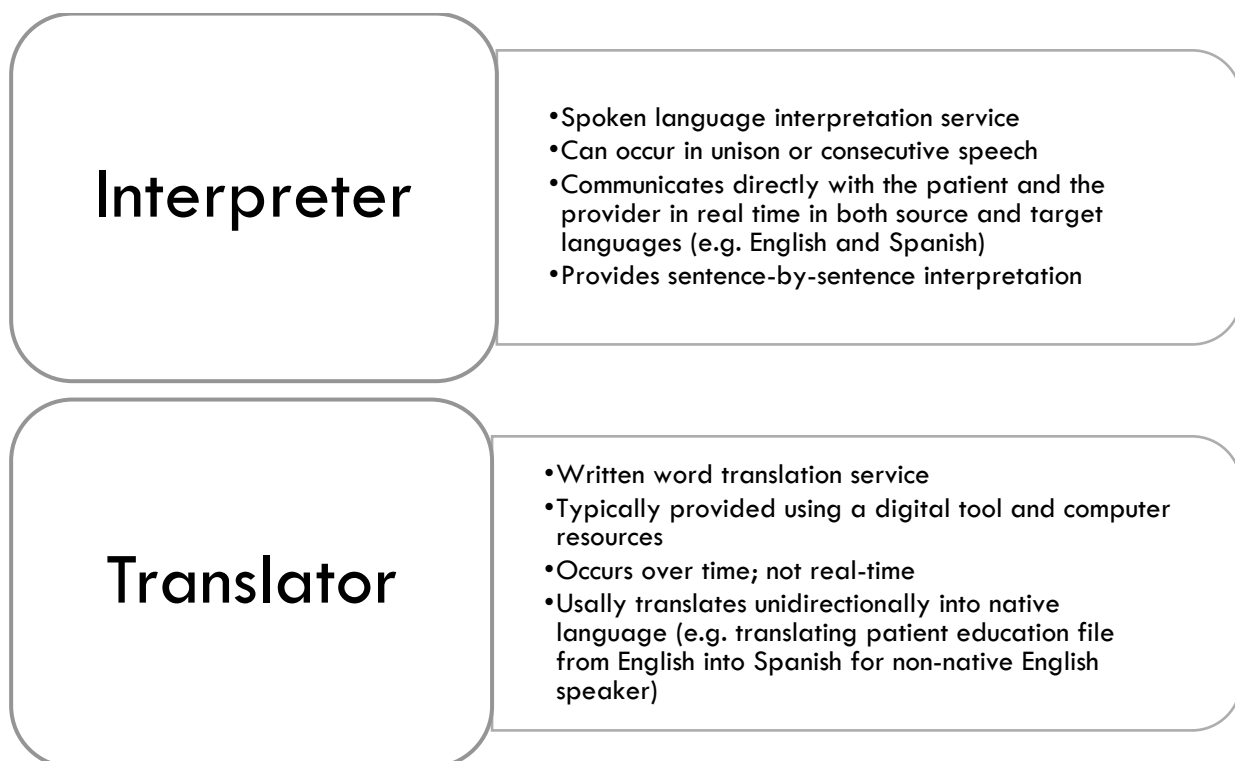 Interpreter
•Spoken language interpretation service
•Can occur in unison or consecutive speech
•Communicates directly with the patient and the
provider in real time in both source and target
languages (e.g. English and Spanish)
•Provides sentence-by-sentence interpretation
Translator
•Written word translation service
•Typically provided using a digital tool and computer
resources
•Occurs over time; not real-time
•Usally translates unidirectionally into native
language (e.g. translating patient education file
from English into Spanish for non-native English
speaker)